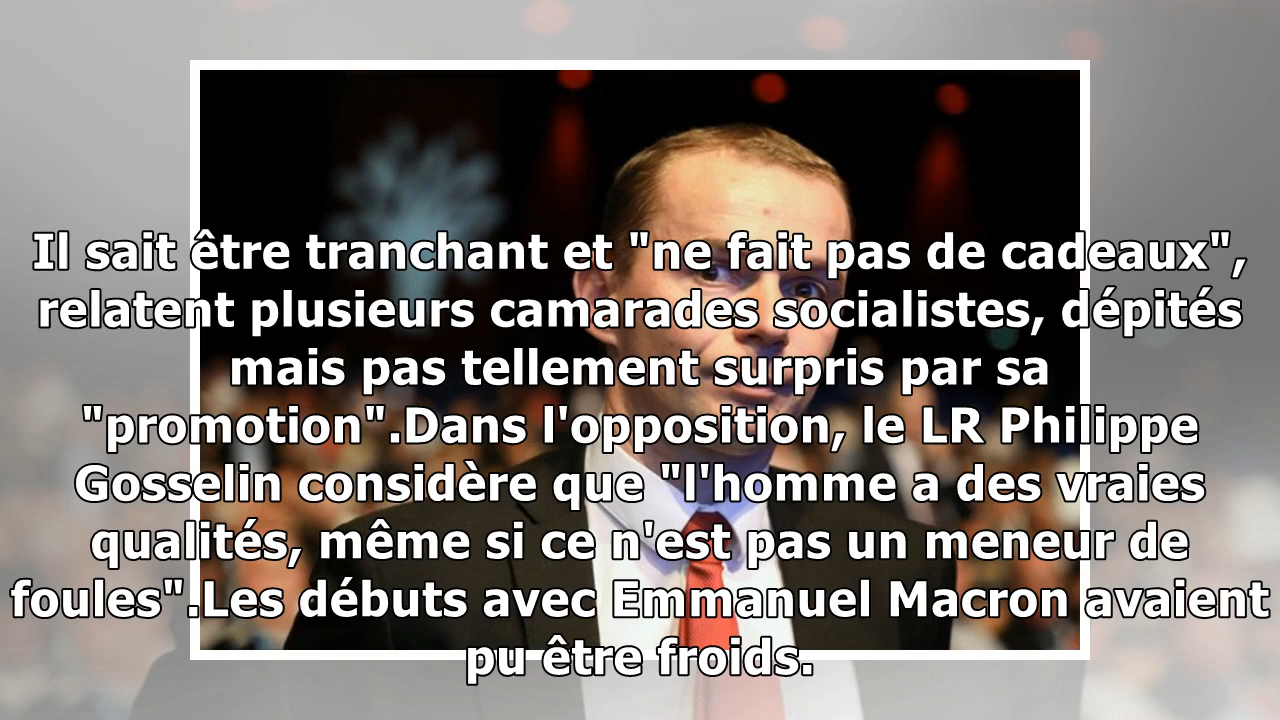 Il sait être tranchant et "ne fait pas de cadeaux",
relatent plusieurs camarades socialistes, dépités
mais pas tellement surpris par sa
"promotion".Dans l'opposition, le LR Philippe
Gosselin considère que "l'homme a des vraies
qualités, même si ce n'est pas un meneur de
foules".Les débuts avec Emmanuel Macron avaient
pu être froids.